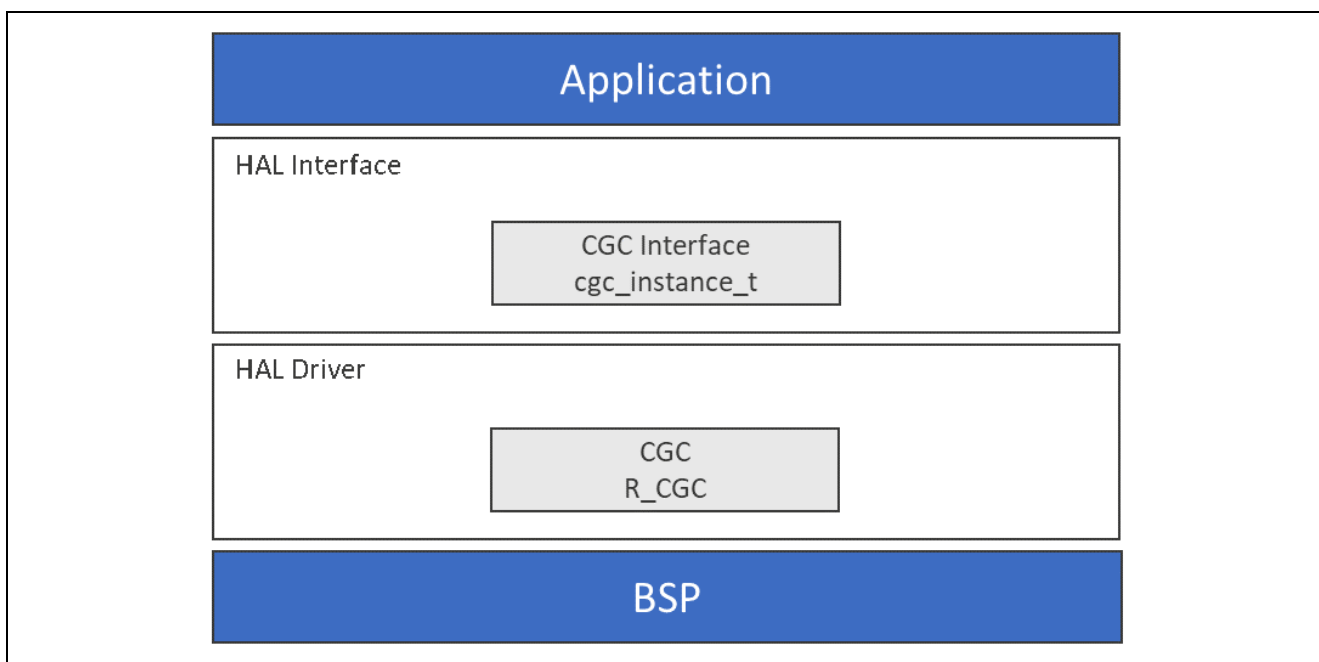 Application
HAL Interface
CGC Interface
cgc_instance_t
HAL Driver
CGC
R_CGC
BSP